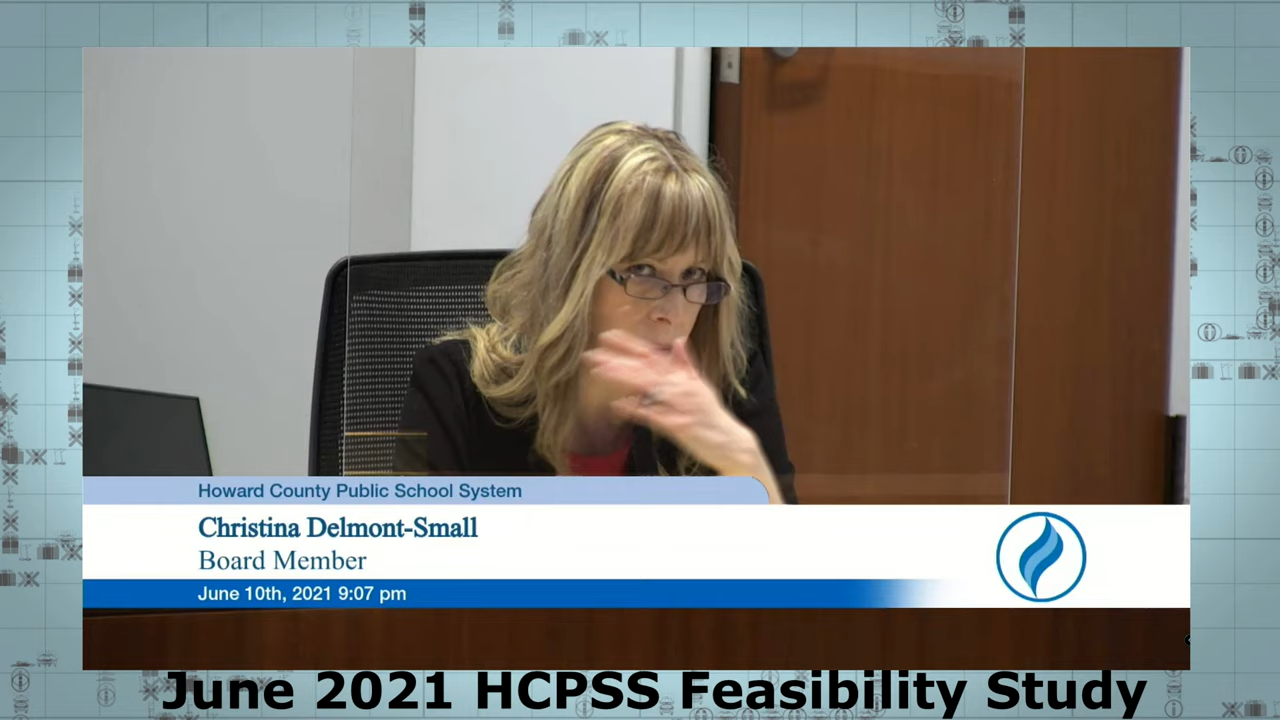 Howard County Public School System
Christina Delmont-Small
Board Member
June 10th, 2021 9:07 pm
June 2021 HCPSS Feasibility Study